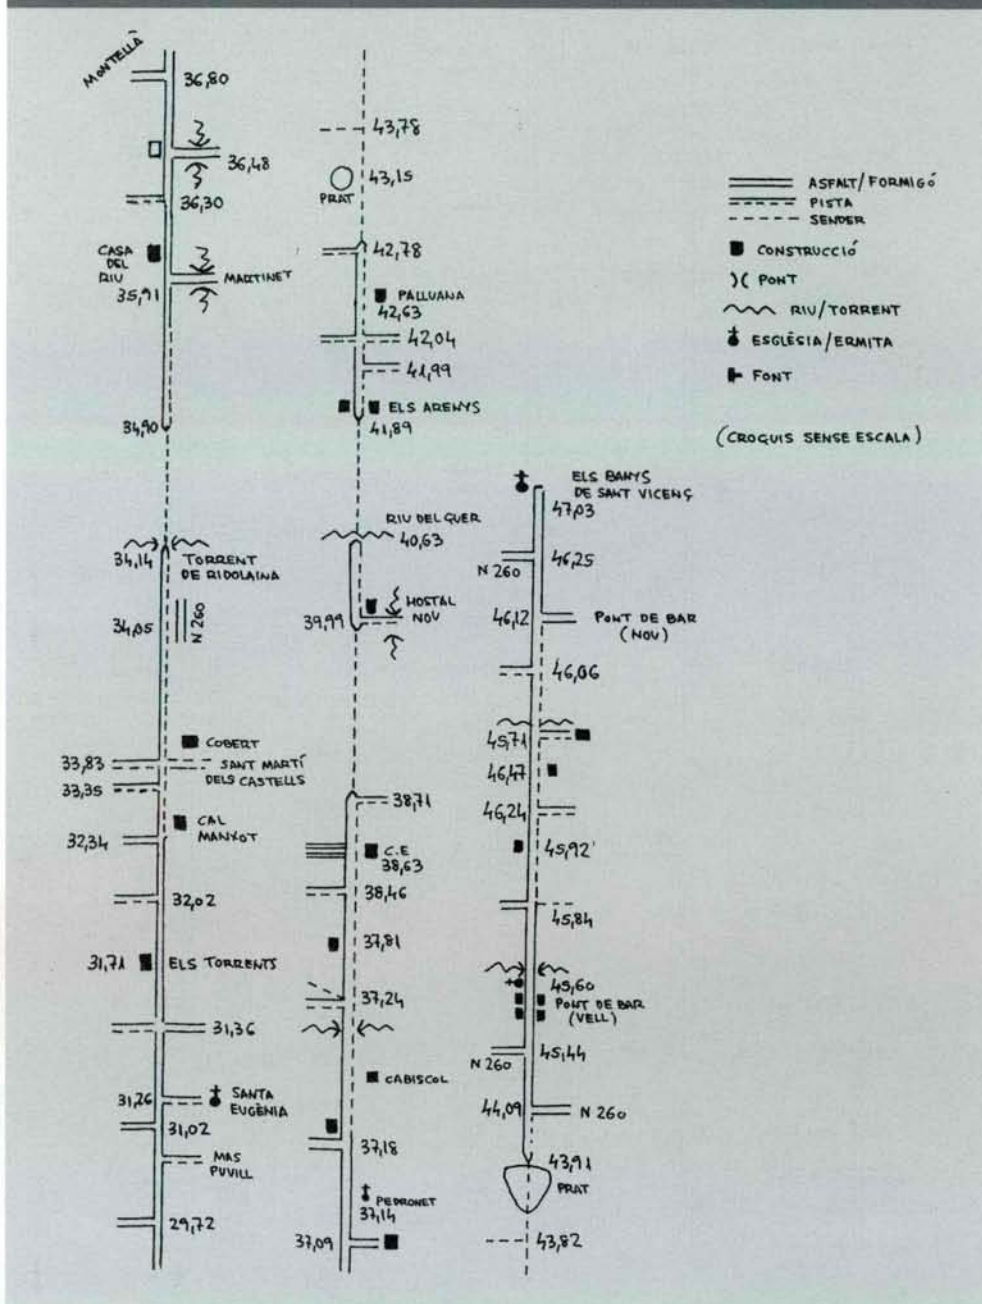 MONTELLÀ
36,80
36,48
36,30
CASA
DEL
RIU
35,91
MARTINET
34,90
34,14
TORRENT
DE RIDOLAINA
34,05
N 260
COBERT
33,83
SANT MARTÍ
DELS CASTELLS
33,35
CAL
MANXOT
32,34
32,02
31,71
ELS TORRENTS
31,36
31,26
SANTA
EUGÈNIA
31,02
MAS
PUVILL
29,72
43,78
43,15
PRAT
42,78
PALLUANA
42,63
42,04
41,99
ELS ARENYS
41,89
RIU DEL QUER
40,63
HOSTAL
NOU
39,99
38,71
C.E
38,63
38,46
37,81
37,24
CABISCOL
37,18
PEDRONET
37,14
37,09
ASFALT/FORMIGÓ
PISTA
SENDER
CONSTRUCCIÓ
PONT
RIU/TORRENT
ESGLÈSIA/ERMITA
FONT
(CROQUIS SENSE ESCALA)
ELS BANYS
DE SANT VICENÇ
47,03
46,25
N 260
46,12
PONT DE BAR
(NOU)
46,06
45,71
46,47
46,24
45,92
45,84
45,60
PONT DE BAR
(VELL)
45,44
N 260
44,09
N 260
43,91
PRAT
43,82